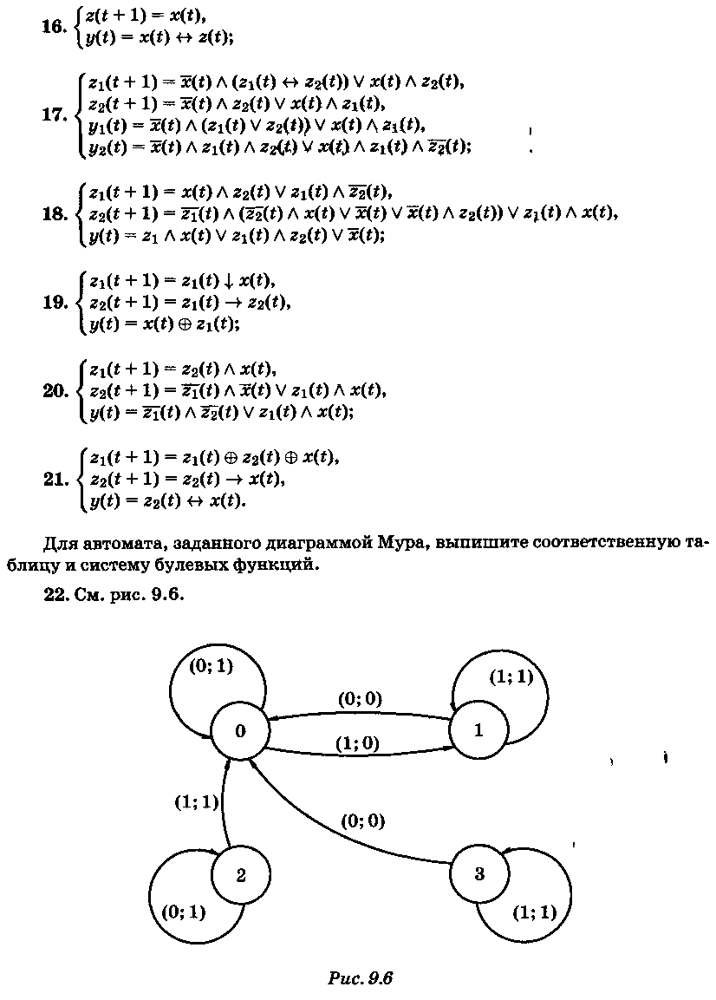 16. { z(t + 1) = x(t),
y(t) = x(t) ↔ z(t);
17. { z₁(t + 1) = x̅(t) ∧ (z₁(t) ↔ z₂(t)) ∨ x(t) ∧ z₂(t),
z₂(t + 1) = x̅(t) ∧ z₂(t) ∨ x(t) ∧ z₁(t),
y₁(t) = x̅(t) ∧ (z₁(t) ∨ z₂(t)) ∨ x(t) ∧ z₁(t),
y₂(t) = x̅(t) ∧ z₁(t) ∧ z₂(t) ∨ x(t) ∧ z₁(t) ∧ z̅₂(t);
18. { z₁(t + 1) = x(t) ∧ z₂(t) ∨ z₁(t) ∧ z̅₂(t),
z₂(t + 1) = z̅₁(t) ∧ (z̅₂(t) ∧ x(t) ∨ x̅(t) ∨ x̅(t) ∧ z₂(t)) ∨ z₁(t) ∧ x(t),
y(t) = z₁ ∧ x(t) ∨ z₁(t) ∧ z₂(t) ∨ x̅(t);
19. { z₁(t + 1) = z₁(t) ↓ x(t),
z₂(t + 1) = z₁(t) → z₂(t),
y(t) = x(t) ⊕ z₁(t);
20. { z₁(t + 1) = z₂(t) ∧ x(t),
z₂(t + 1) = z̅₁(t) ∧ x̅(t) ∨ z₁(t) ∧ x(t),
y(t) = z̅₁(t) ∧ z̅₂(t) ∨ z₁(t) ∧ x(t);
21. { z₁(t + 1) = z₁(t) ⊕ z₂(t) ⊕ x(t),
z₂(t + 1) = z₂(t) → x(t),
y(t) = z₂(t) ↔ x(t).
Для автомата, заданного диаграммой Мура, выпишите соответственную та-
блицу и систему булевых функций.
22. См. рис. 9.6.
(0; 1)
(1; 1)
(0; 0)
0
1
(1; 0)
(1; 1)
(0; 0)
2
3
(0; 1)
(1; 1)
Рис. 9.6